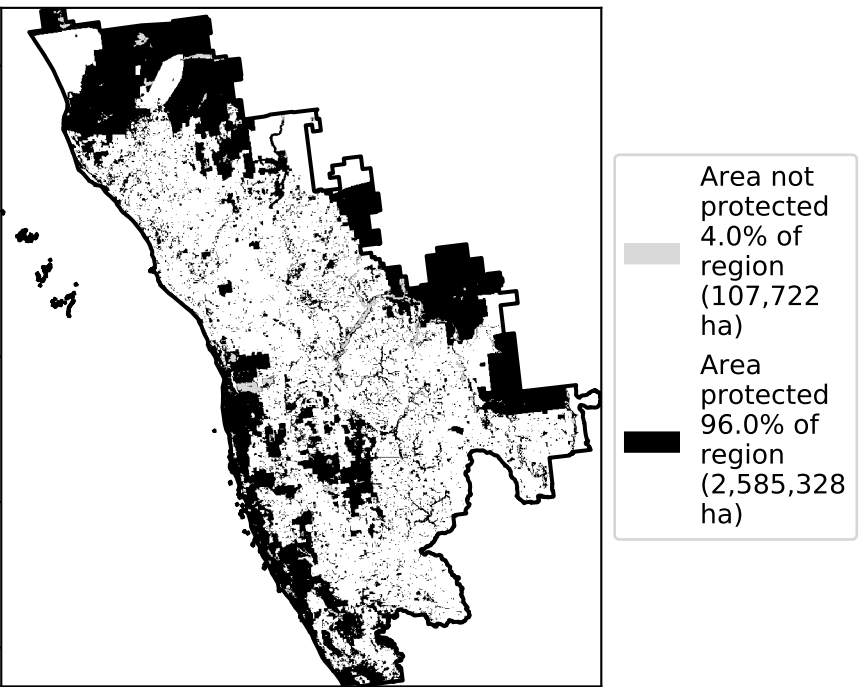 Area not
protected
4.0% of
region
(107,722
ha)
Area
protected
96.0% of
region
(2,585,328
ha)